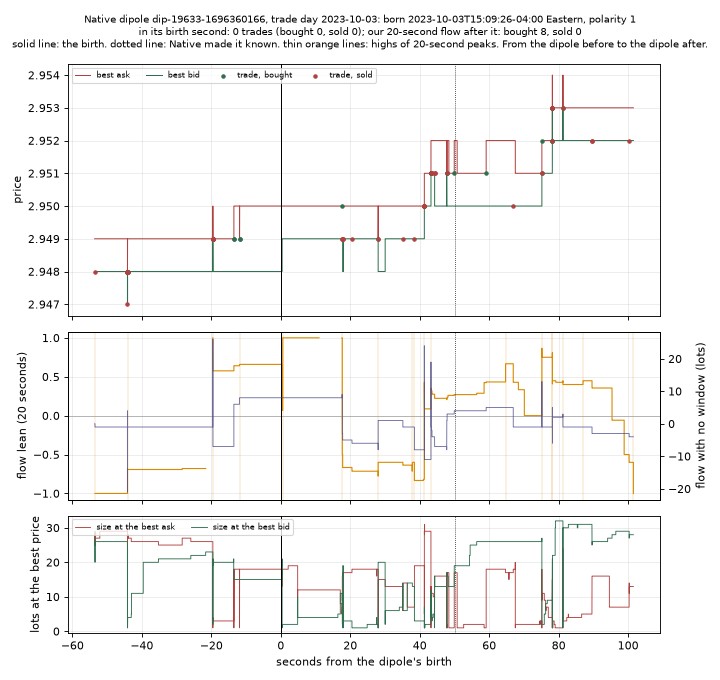 Native dipole dip-19633-1696360166, trade day 2023-10-03: born 2023-10-03T15:09:26-04:00 Eastern, polarity 1
in its birth second: 0 trades (bought 0, sold 0); our 20-second flow after it: bought 8, sold 0
solid line: the birth. dotted line: Native made it known. thin orange lines: highs of 20-second peaks. From the dipole before to the dipole after.
best ask
best bid
trade, bought
trade, sold
2.954
2.953
2.952
2.951
2.950
2.949
2.948
2.947
price
1.0
0.5
0.0
−0.5
−1.0
flow lean (20 seconds)
20
10
0
−10
−20
flow with no window (lots)
size at the best ask
size at the best bid
30
20
10
0
lots at the best price
−60
−40
−20
0
20
40
60
80
100
seconds from the dipole's birth